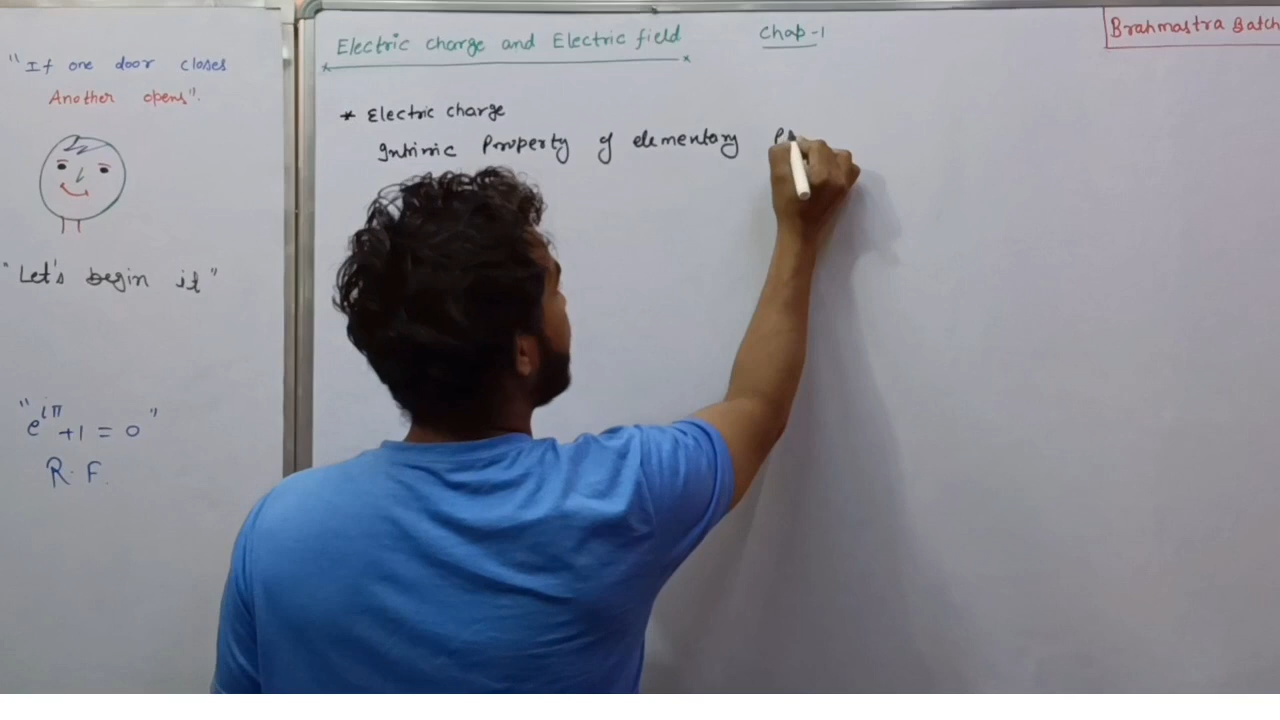 "If one door closes
Another opens".
"Let's begin it"
"e^iπ +1 = 0"
R. F.
Electric charge and Electric field Chap-1
Brahmastra Batch
* Electric charge
Intrinsic Property of elementary